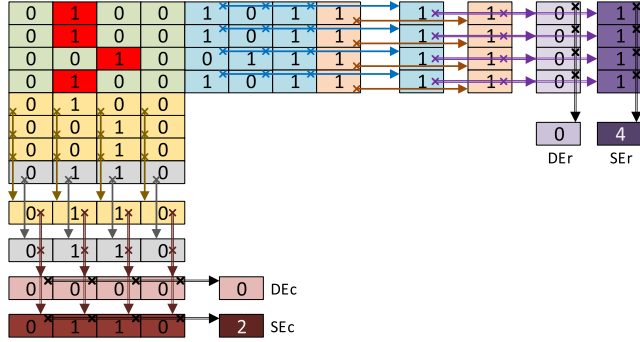 0 1 0 0 1 0 1 1 1 1 0 1
0 1 0 0 1 0 1 1 1 1 0 1
0 0 1 0 0 1 1 1 1 1 0 1
0 1 0 0 1 0 1 1 1 1 0 1
0 1 0 0
0 0 1 0 0 4
0 0 1 0 DEr SEr
0 1 1 0
0 1 1 0
0 1 1 0
0 0 0 0 0 DEc
0 1 1 0 2 SEc